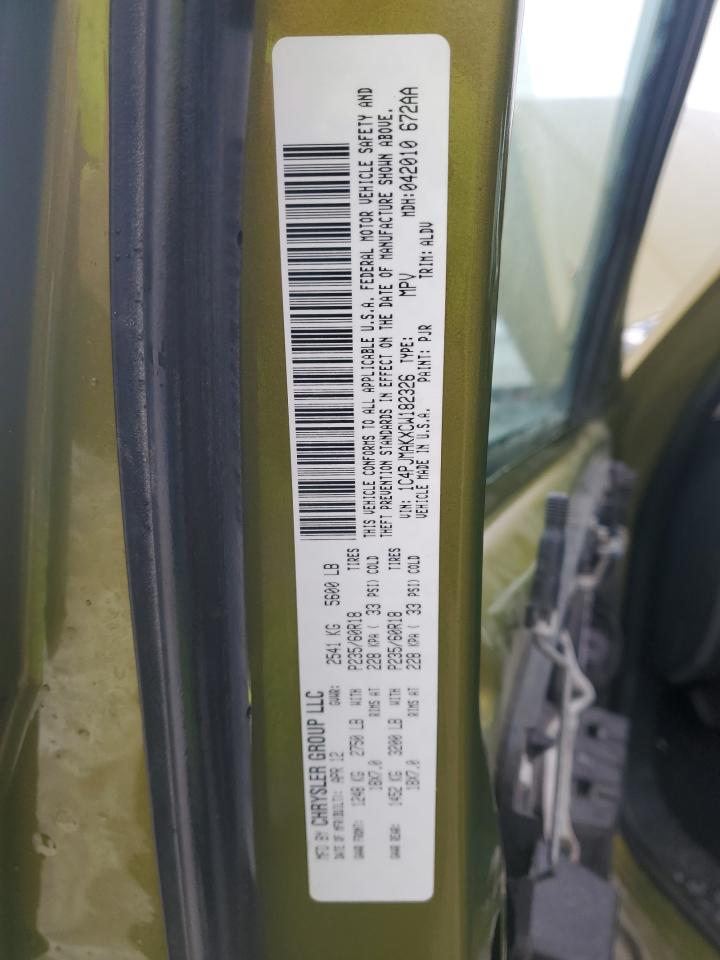 MFD BY CHRYSLER GROUP LLC
DATE OF MFR(BUILT): APR 12 GVWR: 2541 KG 5600 LB
GAWR FRONT: 1248 KG 2750 LB WITH P235/60R18 TIRES
18X7.0 RIMS AT 228 KPA ( 33 PSI) COLD
GAWR REAR: 1452 KG 3200 LB WITH P235/60R18 TIRES
18X7.0 RIMS AT 228 KPA ( 33 PSI) COLD
THIS VEHICLE CONFORMS TO ALL APPLICABLE U.S.A. FEDERAL MOTOR VEHICLE SAFETY AND
THEFT PREVENTION STANDARDS IN EFFECT ON THE DATE OF MANUFACTURE SHOWN ABOVE.
VIN: 1C4PJMAKXCW182326 TYPE: MPV MDH:042010 672AA
VEHICLE MADE IN U.S.A. PAINT: PJR TRIM: ALDV